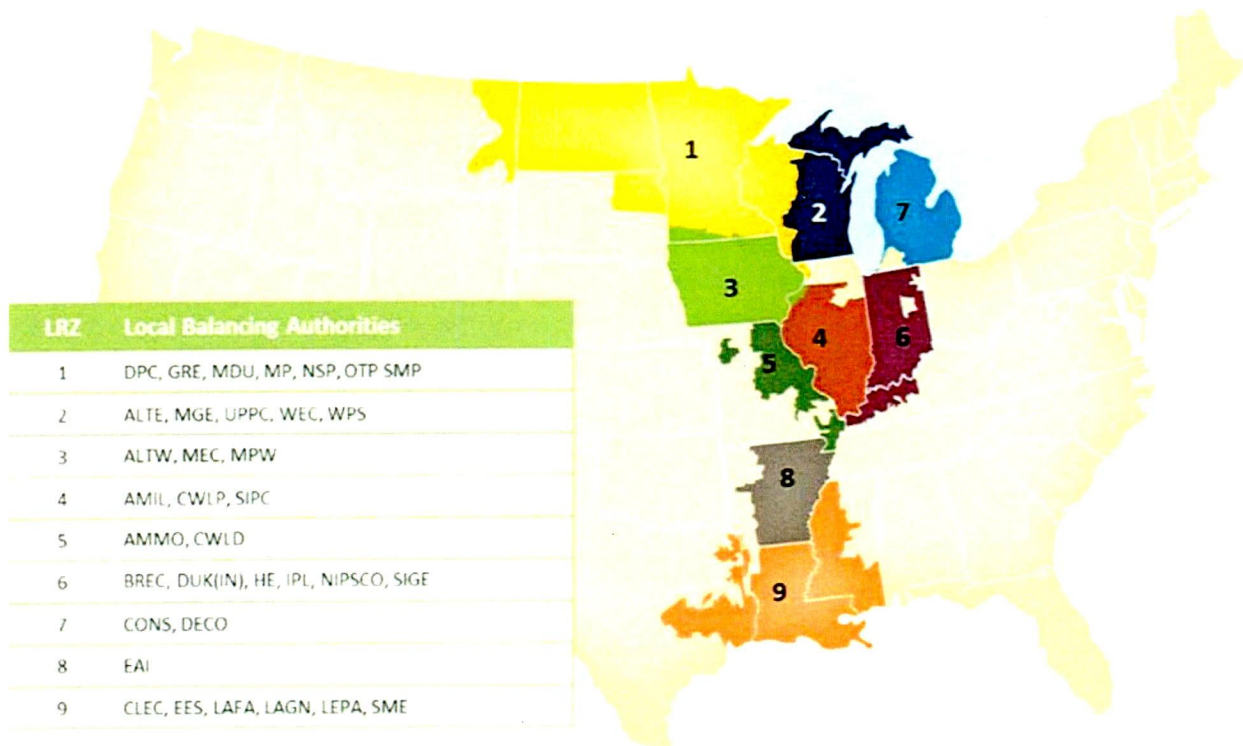 1
2
7
3
4
6
5
8
9
LRZ Local Balancing Authorities
1 DPC, GRE, MDU, MP, NSP, OTP SMP
2 ALTE, MGE, UPPC, WEC, WPS
3 ALTW, MEC, MPW
4 AMIL, CWLP, SIPC
5 AMMO, CWLD
6 BREC, DUK(IN), HE, IPL, NIPSCO, SIGE
7 CONS, DECO
8 EAI
9 CLEC, EES, LAFA, LAGN, LEPA, SME